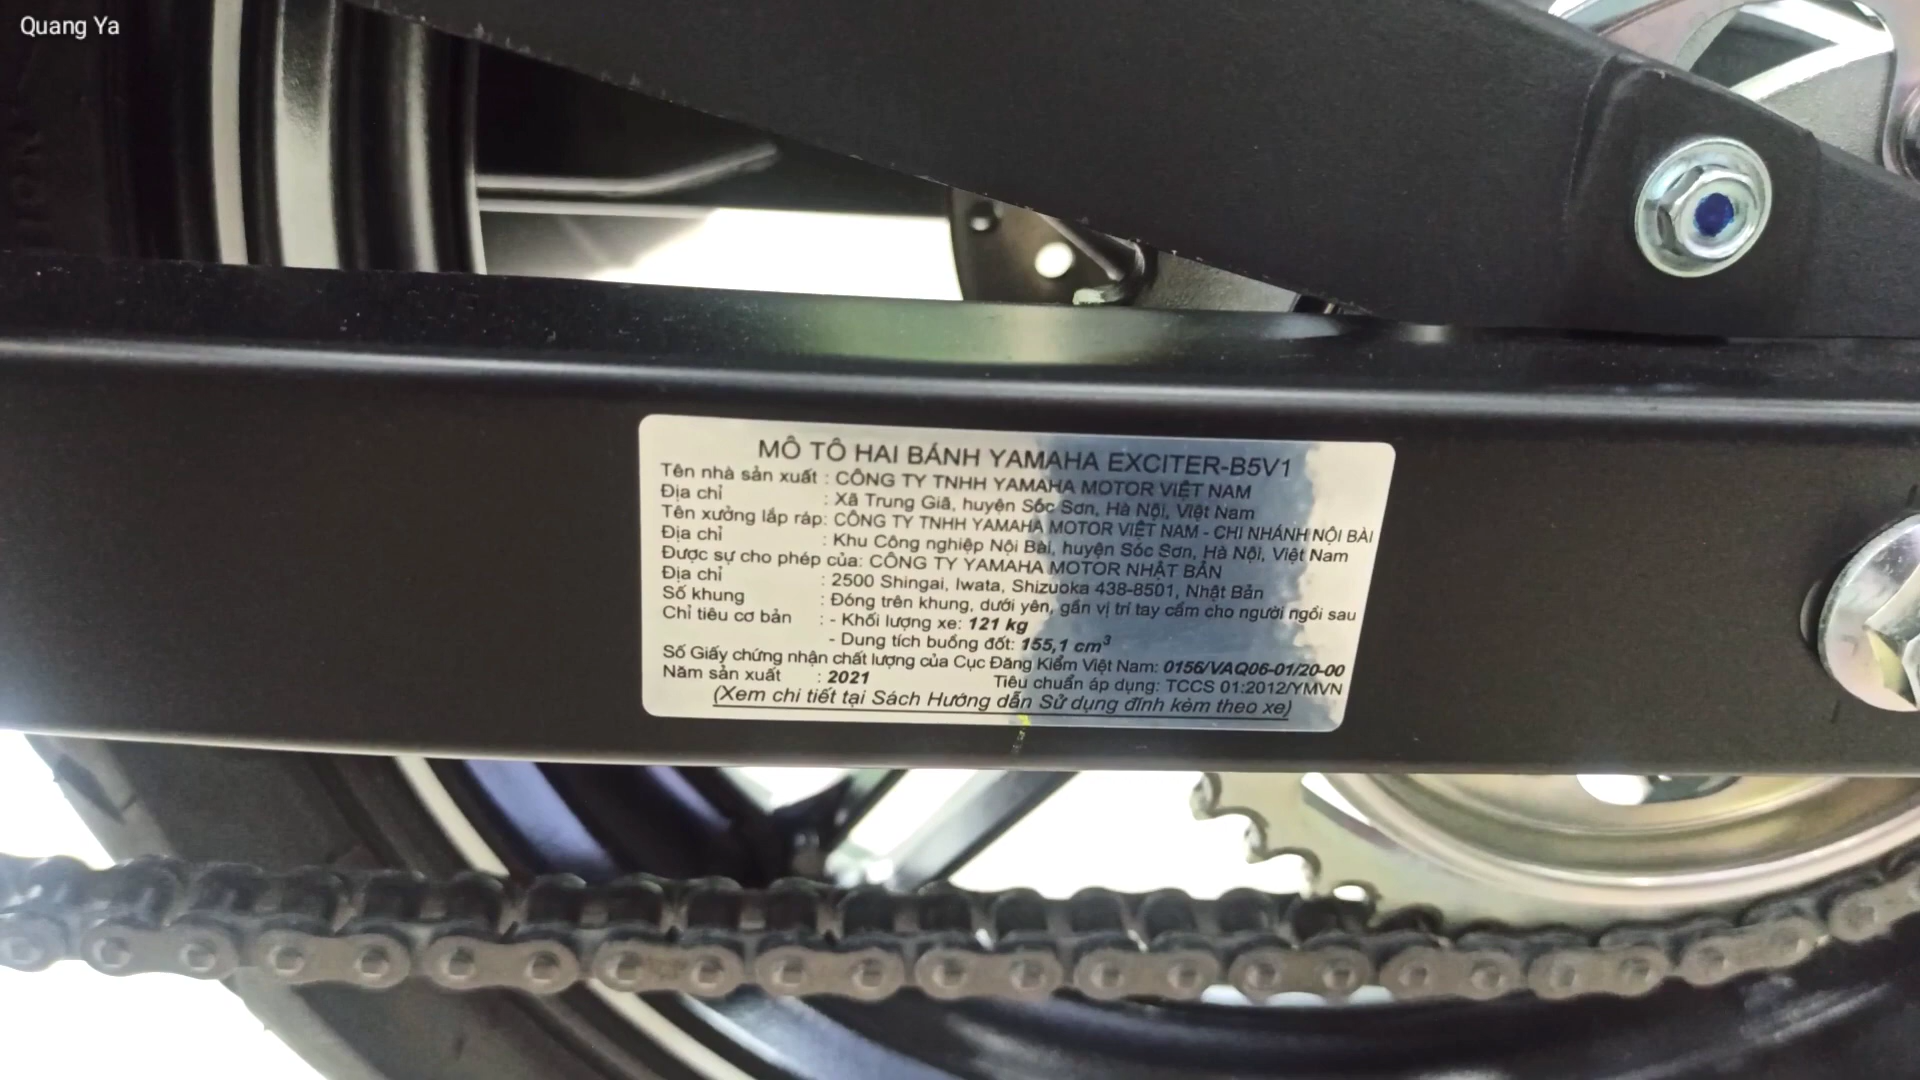 Quang Ya
MÔ TÔ HAI BÁNH YAMAHA EXCITER-B5V1
Tên nhà sản xuất : CÔNG TY TNHH YAMAHA MOTOR VIỆT NAM
Địa chỉ : Xã Trung Giã, huyện Sóc Sơn, Hà Nội, Việt Nam
Tên xưởng lắp ráp: CÔNG TY TNHH YAMAHA MOTOR VIỆT NAM - CHI NHÁNH NỘI BÀI
Địa chỉ : Khu Công nghiệp Nội Bài, huyện Sóc Sơn, Hà Nội, Việt Nam
Được sự cho phép của: CÔNG TY YAMAHA MOTOR NHẬT BẢN
Địa chỉ : 2500 Shingai, Iwata, Shizuoka 438-8501, Nhật Bản
Số khung : Đóng trên khung, dưới yên, gần vị trí tay cầm cho người ngồi sau
Chỉ tiêu cơ bản : - Khối lượng xe: 121 kg
- Dung tích buồng đốt: 155,1 cm³
Số Giấy chứng nhận chất lượng của Cục Đăng Kiểm Việt Nam: 0156/VAQ06-01/20-00
Năm sản xuất : 2021 Tiêu chuẩn áp dụng: TCCS 01:2012/YMVN
(Xem chi tiết tại Sách Hướng dẫn Sử dụng đính kèm theo xe)